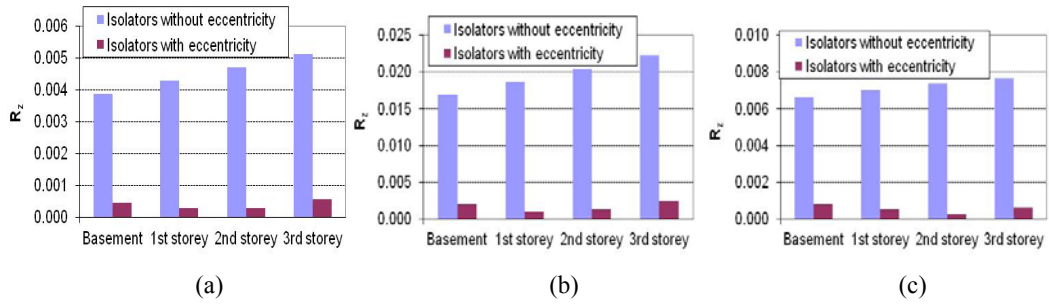 0.006
0.005
0.004
0.003
0.002
0.001
0.000
Rz
Isolators without eccentricity
Isolators with eccentricity
Basement 1st storey 2nd storey 3rd storey
(a)
0.025
0.020
0.015
0.010
0.005
0.000
Rz
Isolators without eccentricity
Isolators with eccentricity
Basement 1st storey 2nd storey 3rd storey
(b)
0.010
0.008
0.006
0.004
0.002
0.000
Rz
Isolators without eccentricity
Isolators with eccentricity
Basement 1st storey 2nd storey 3rd storey
(c)